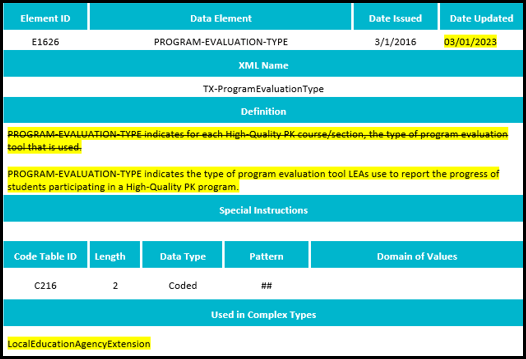 Element ID Data Element Date Issued Date Updated
E1626 PROGRAM-EVALUATION-TYPE 3/1/2016 03/01/2023
XML Name
TX-ProgramEvaluationType
Definition
PROGRAM-EVALUATION-TYPE indicates for each High-Quality PK course/section, the type of program evaluation
tool that is used.
PROGRAM-EVALUATION-TYPE indicates the type of program evaluation tool LEAs use to report the progress of
students participating in a High-Quality PK program.
Special Instructions
Code Table ID Length Data Type Pattern Domain of Values
C216 2 Coded ##
Used in Complex Types
LocalEducationAgencyExtension